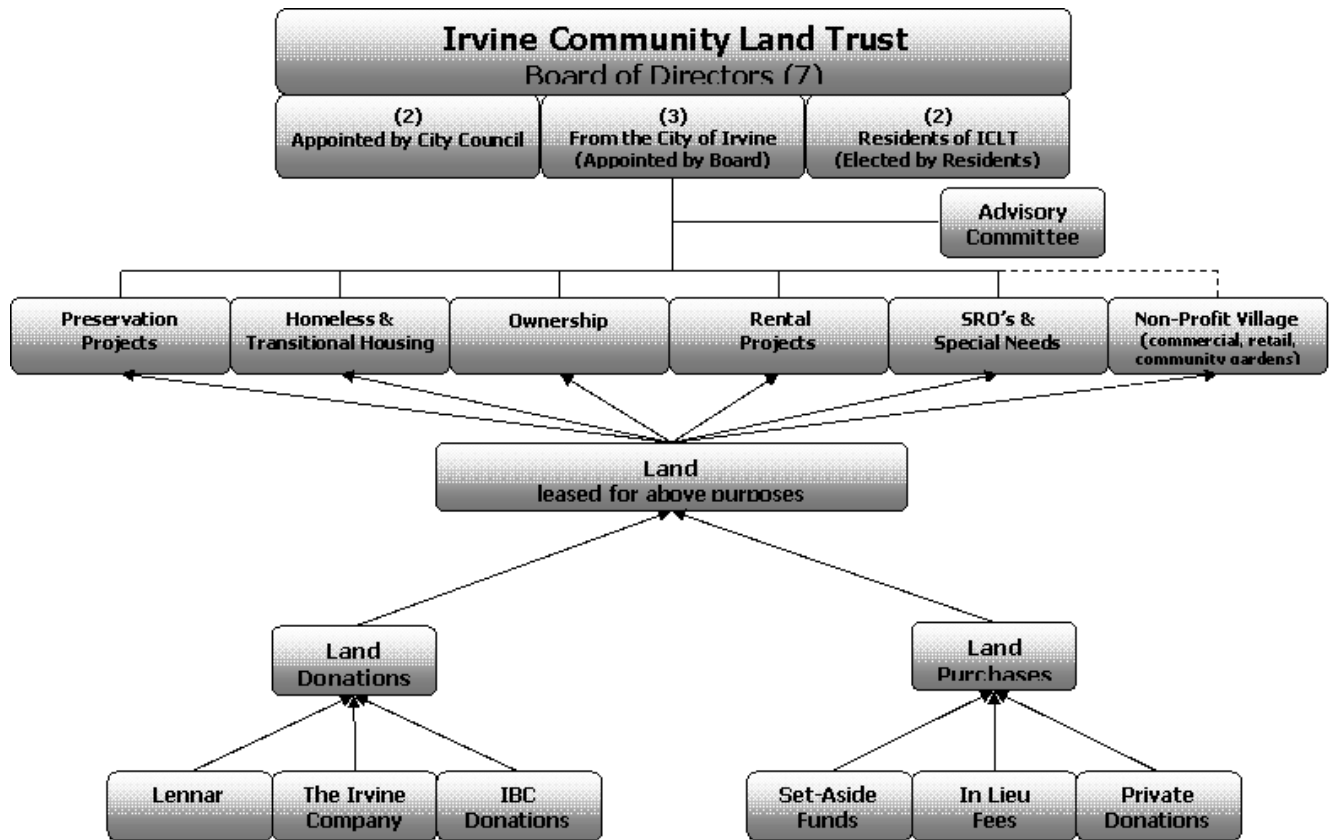 Irvine Community Land Trust
Board of Directors (7)
(2)
Appointed by City Council
(3)
From the City of Irvine
(Appointed by Board)
(2)
Residents of ICLT
(Elected by Residents)
Advisory
Committee
Preservation
Projects
Homeless &
Transitional Housing
Ownership
Rental
Projects
SRO's &
Special Needs
Non-Profit Village
(commercial, retail,
community gardens)
Land
leased for above purposes
Land
Donations
Land
Purchases
Lennar
The Irvine
Company
IBC
Donations
Set-Aside
Funds
In Lieu
Fees
Private
Donations